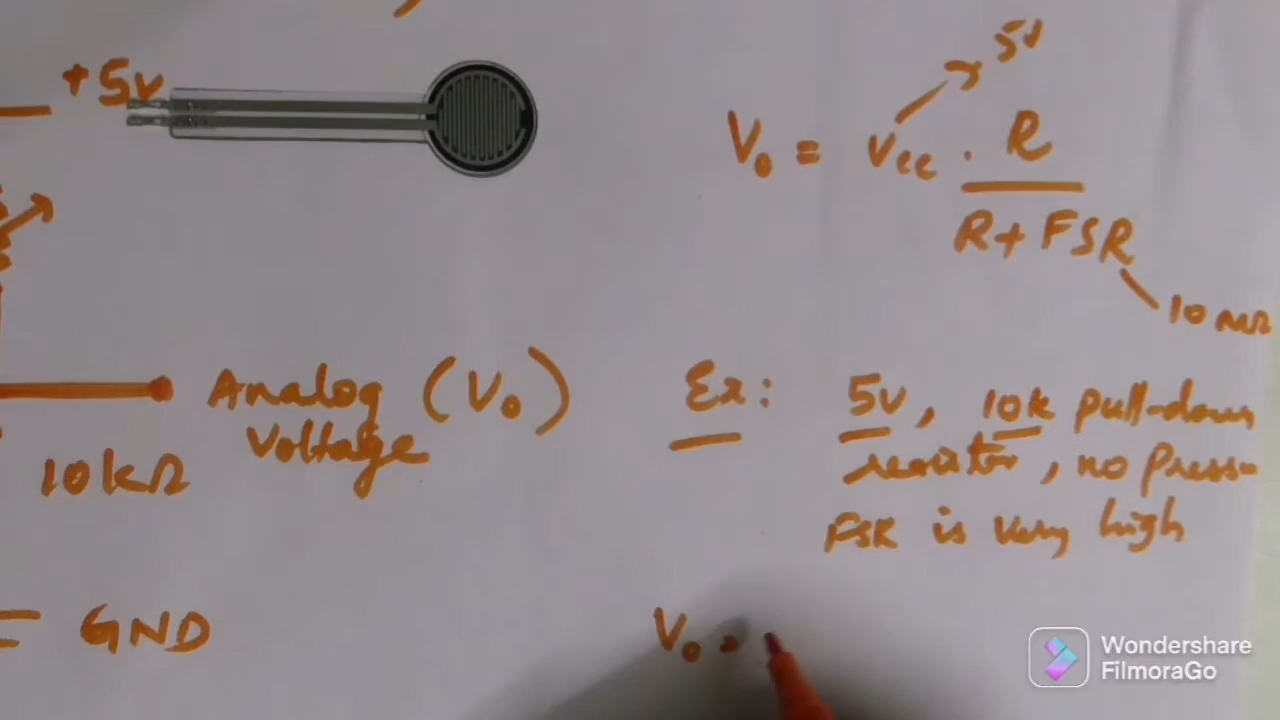 +5v
5V
Vo = Vcc . R
R+FSR
10 MΩ
Analog (Vo)
Voltage
10kΩ
Ex: 5v, 10k pull-down
resistor, no press
FSR is very high
GND
Vo =
Wondershare
FilmoraGo